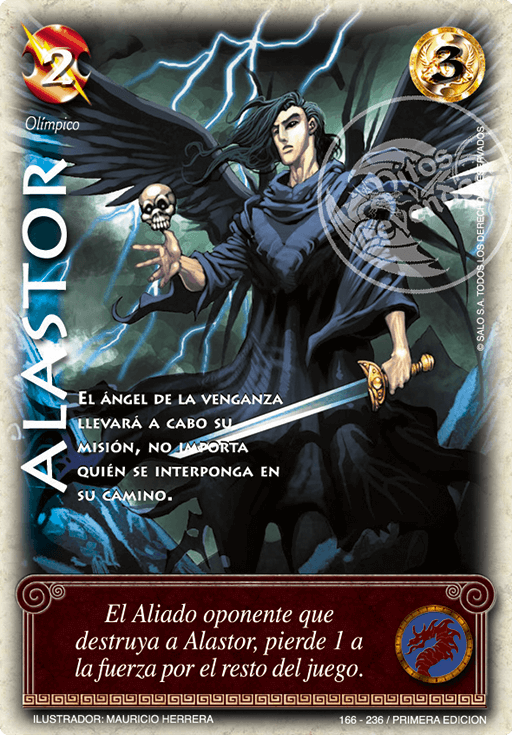 2
3
Olímpico
ALASTOR
Mitos
y Leyendas
© SALO S.A. TODOS LOS DERECHOS RESERVADOS
El ángel de la venganza
llevará a cabo su
misión, no importa
quién se interponga en
su camino.
El Aliado oponente que
destruya a Alastor, pierde 1 a
la fuerza por el resto del juego.
ILUSTRADOR: MAURICIO HERRERA
166 - 236 / PRIMERA EDICION